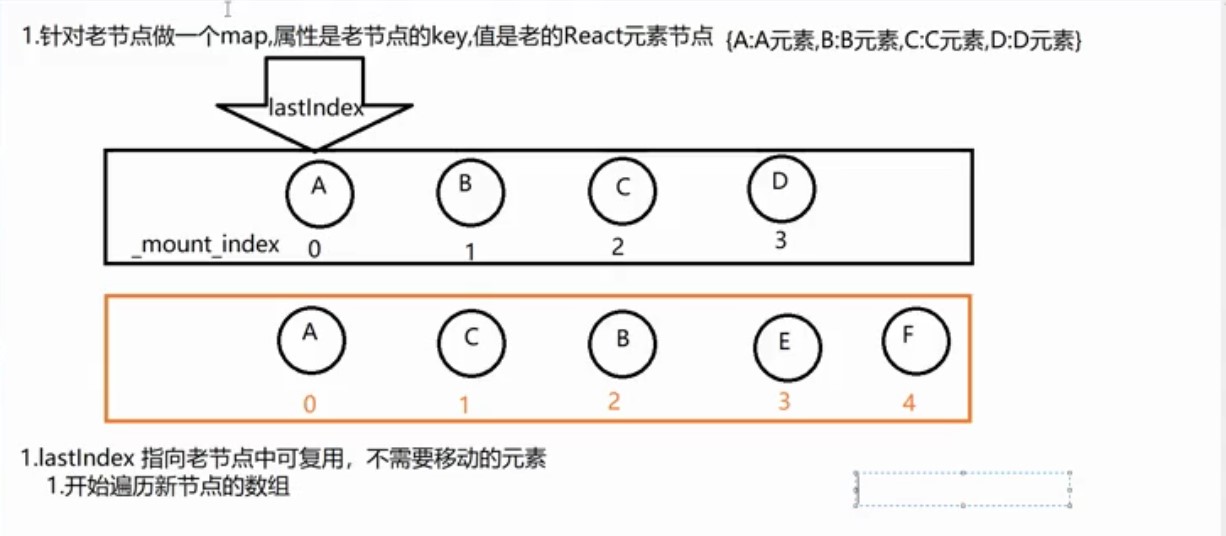 1.针对老节点做一个map,属性是老节点的key,值是老的React元素节点 {A:A元素,B:B元素,C:C元素,D:D元素}
lastIndex
A B C D
_mount_index 0 1 2 3
A C B E F
0 1 2 3 4
1.lastIndex 指向老节点中可复用，不需要移动的元素
1.开始遍历新节点的数组